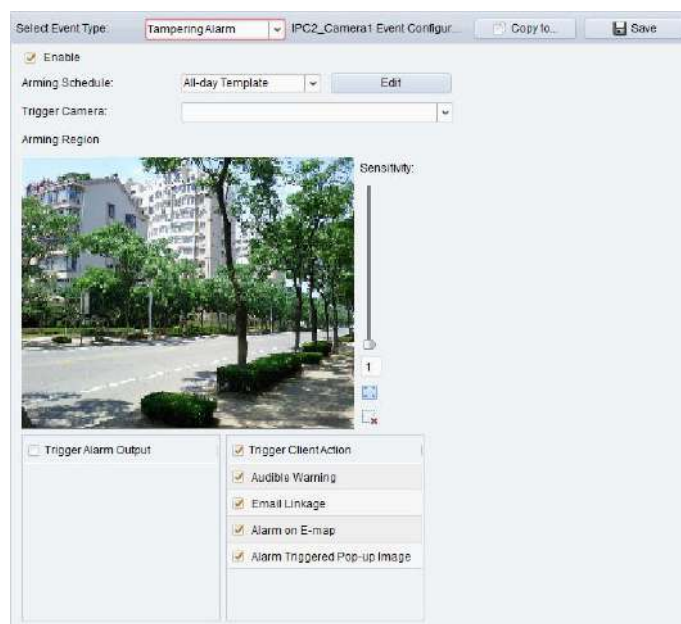 Select Event Type: Tampering Alarm IPC2_Camera1 Event Configur... Copy to... Save
Enable
Arming Schedule: All-day Template Edit
Trigger Camera:
Arming Region
Sensitivity:
1
Trigger Alarm Output Trigger Client Action
Audible Warning
Email Linkage
Alarm on E-map
Alarm Triggered Pop-up Image